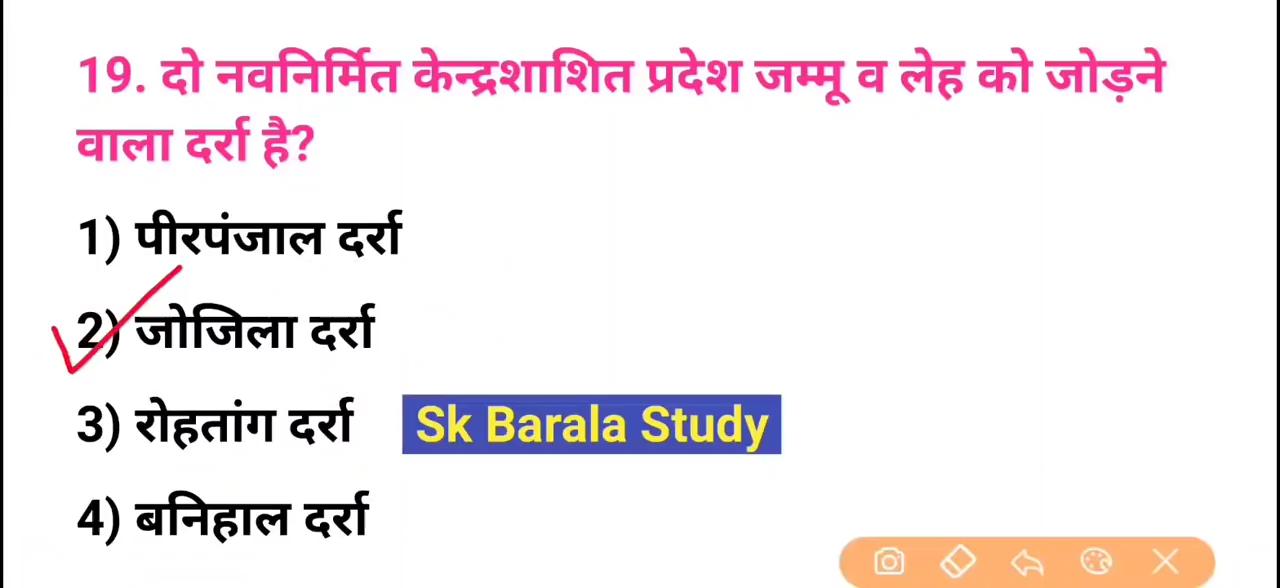 19. दो नवनिर्मित केन्द्रशाशित प्रदेश जम्मू व लेह को जोड़ने
वाला दर्रा है?
1) पीरपंजाल दर्रा
2) जोजिला दर्रा
3) रोहतांग दर्रा
Sk Barala Study
4) बनिहाल दर्रा